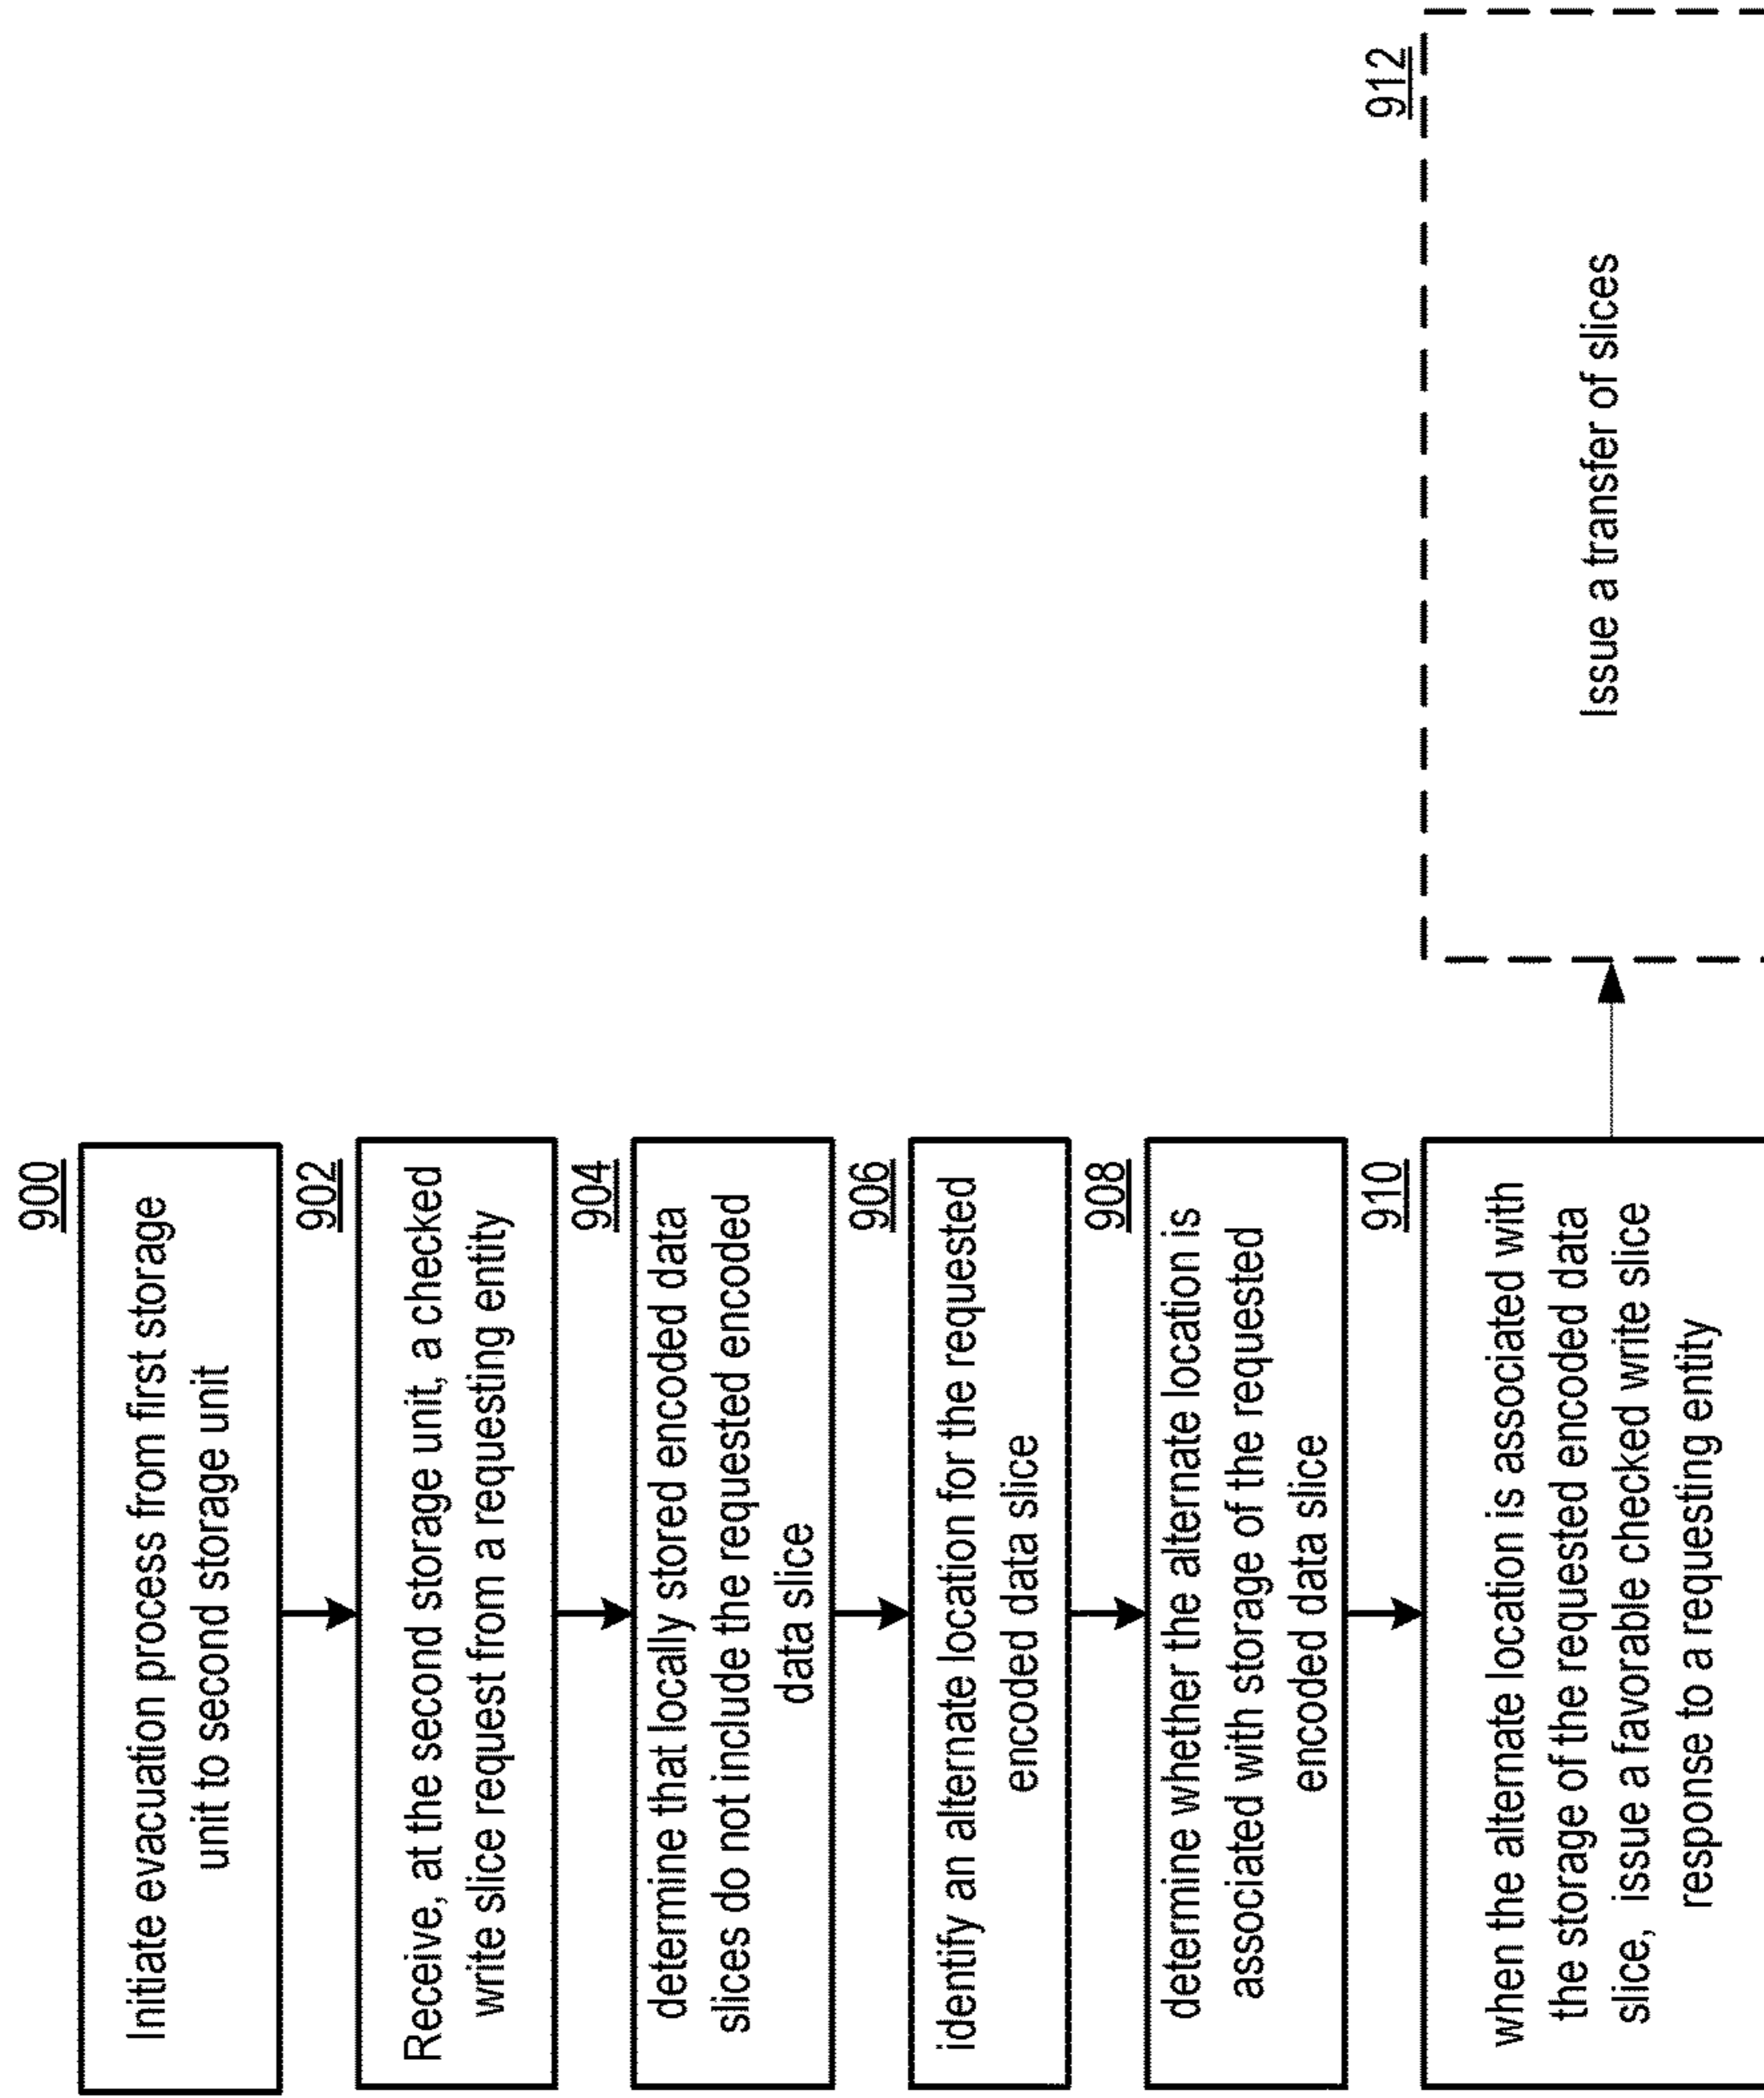 900
Initiate evacuation process from first storage
unit to second storage unit
902
Receive, at the second storage unit, a checked
write slice request from a requesting entity
904
determine that locally stored encoded data
slices do not include the requested encoded
data slice
906
identify an alternate location for the requested
encoded data slice
908
determine whether the alternate location is
associated with storage of the requested
encoded data slice
910
when the alternate location is associated with
the storage of the requested encoded data
slice, issue a favorable checked write slice
response to a requesting entity
912
Issue a transfer of slices